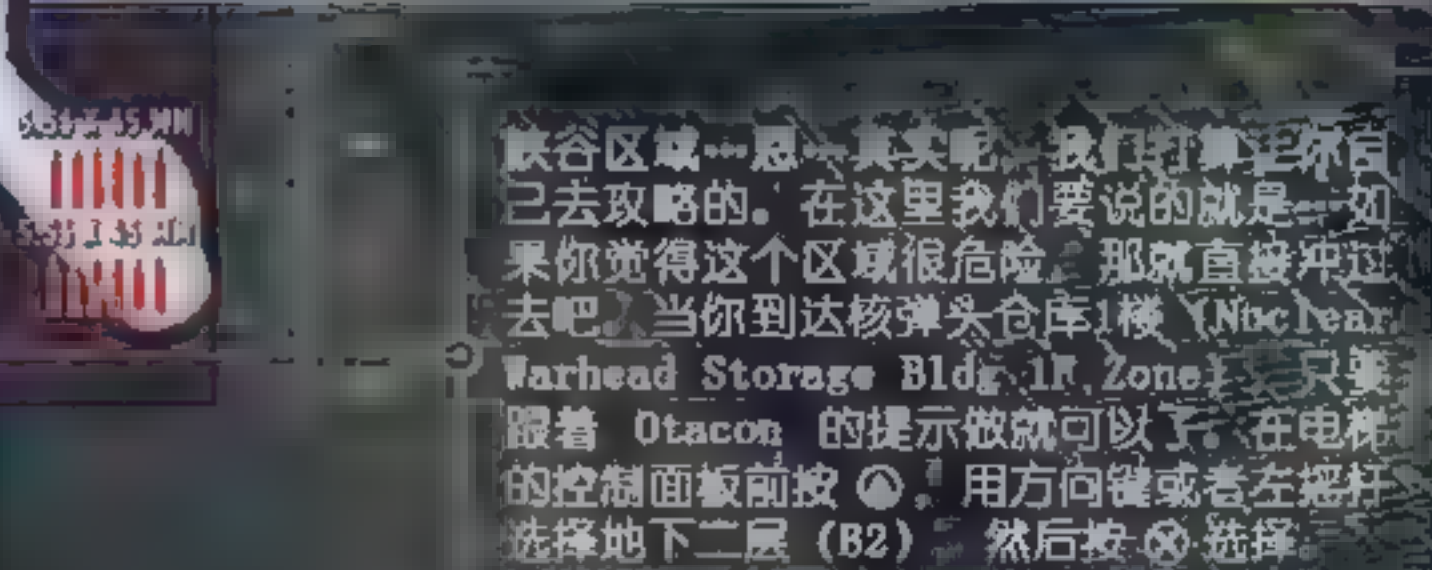 峡谷区域…恩…其实呢，我们打算让你自
己去攻略的。在这里我们要说的就是--如
果你觉得这个区域很危险，那就直接冲过
去吧。当你到达核弹头仓库1楼 (Nuclear
Warhead Storage Bldg 1F,Zone) 只要
跟着 Otacon 的提示做就可以了。在电梯
的控制面板前按 ，用方向键或者左摇杆
选择地下二层 (B2) ，然后按 ⊗ 选择。